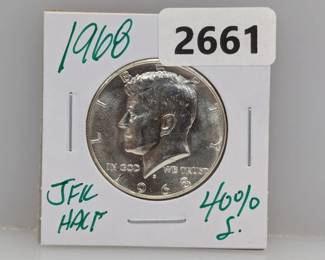 1968
2661
LIBERTY
IN GOD WE TRUST
1968
JFK
HALF
40%
S.